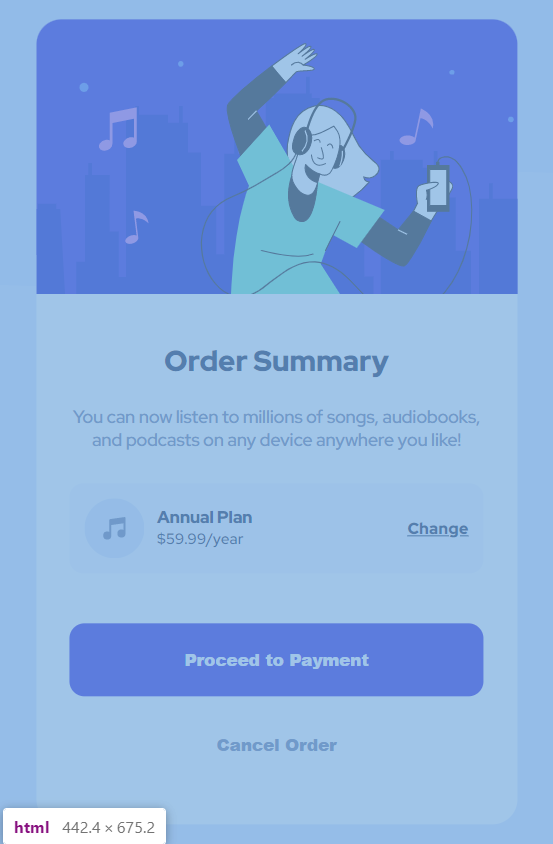 Order Summary
You can now listen to millions of songs, audiobooks,
and podcasts on any device anywhere you like!
Annual Plan
$59.99/year
Change
Proceed to Payment
Cancel Order
html 442.4 × 675.2